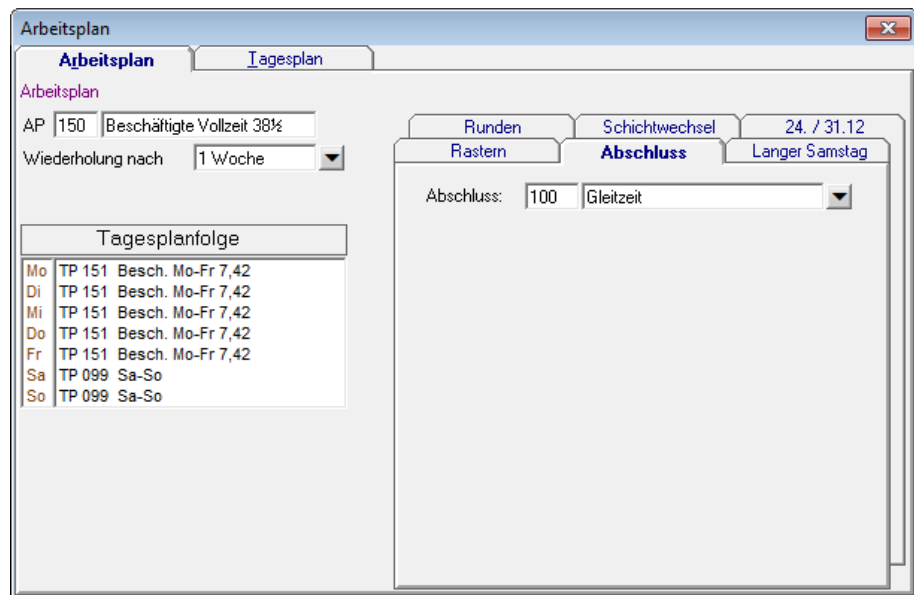 Arbeitsplan
Arbeitsplan Tagesplan
Arbeitsplan
AP 150 Beschäftigte Vollzeit 38½
Wiederholung nach 1 Woche
Tagesplanfolge
Mo TP 151 Besch. Mo-Fr 7,42
Di TP 151 Besch. Mo-Fr 7,42
Mi TP 151 Besch. Mo-Fr 7,42
Do TP 151 Besch. Mo-Fr 7,42
Fr TP 151 Besch. Mo-Fr 7,42
Sa TP 099 Sa-So
So TP 099 Sa-So
Runden Schichtwechsel 24. / 31.12
Rastern Abschluss Langer Samstag
Abschluss: 100 Gleitzeit